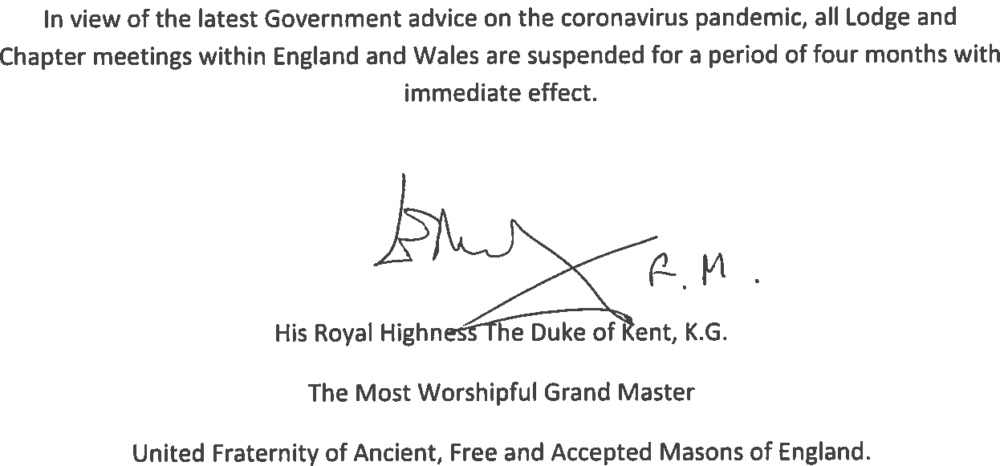 In view of the latest Government advice on the coronavirus pandemic, all Lodge and
Chapter meetings within England and Wales are suspended for a period of four months with
immediate effect.
His Royal Highness The Duke of Kent, K.G.
The Most Worshipful Grand Master
United Fraternity of Ancient, Free and Accepted Masons of England.